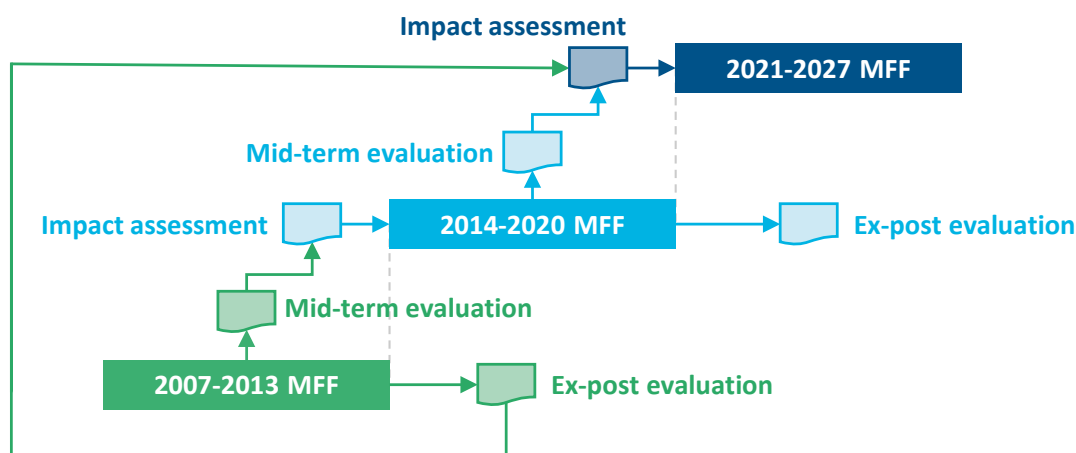 Impact assessment
2021-2027 MFF
Mid-term evaluation
Impact assessment
2014-2020 MFF
Ex-post evaluation
Mid-term evaluation
2007-2013 MFF
Ex-post evaluation